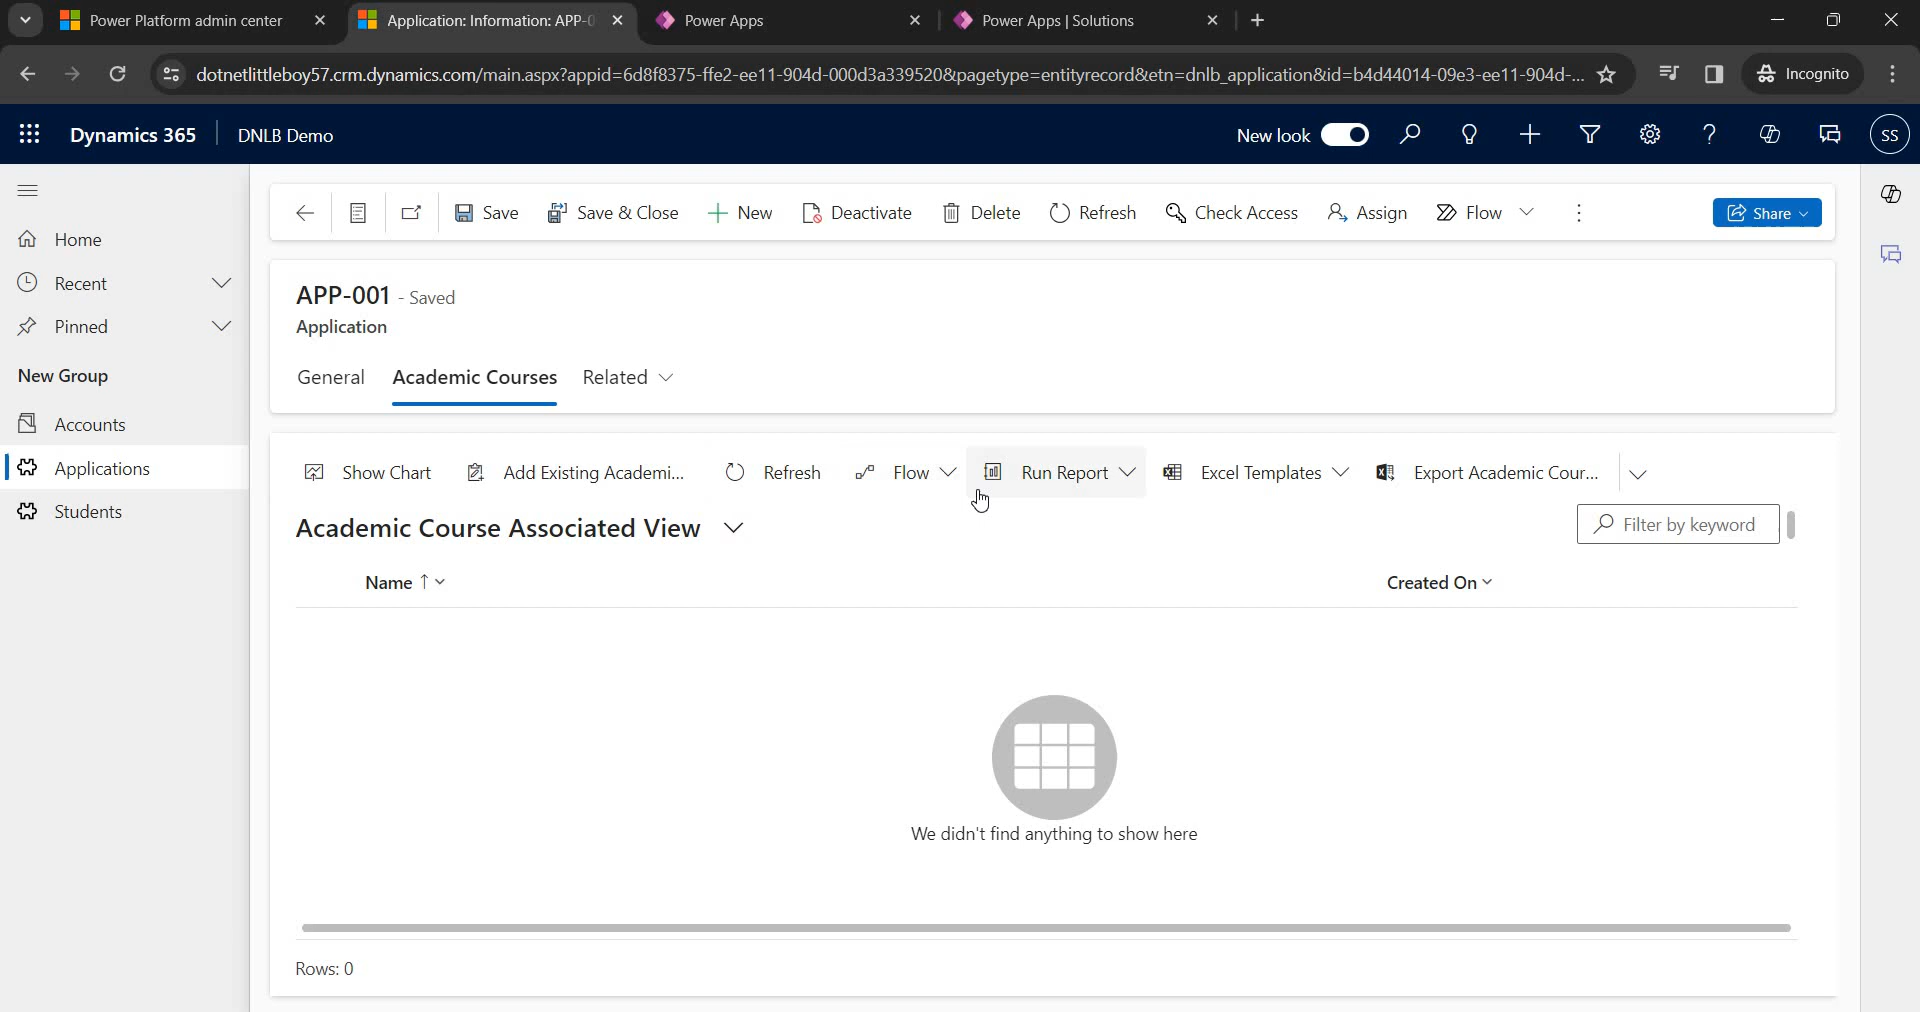 Power Platform admin center
Application: Information: APP-0
Power Apps
Power Apps | Solutions
dotnetlittleboy57.crm.dynamics.com/main.aspx?appid=6d8f8375-ffe2-ee11-904d-000d3a339520&pagetype=entityrecord&etn=dnlb_application&id=b4d44014-09e3-ee11-904d-...
Incognito
Dynamics 365
DNLB Demo
New look
SS
Home
Recent
Pinned
New Group
Accounts
Applications
Students
Save
Save & Close
New
Deactivate
Delete
Refresh
Check Access
Assign
Flow
Share
APP-001 - Saved
Application
General
Academic Courses
Related
Show Chart
Add Existing Academi...
Refresh
Flow
Run Report
Excel Templates
Export Academic Cour...
Academic Course Associated View
Filter by keyword
Name ↑
Created On
We didn't find anything to show here
Rows: 0